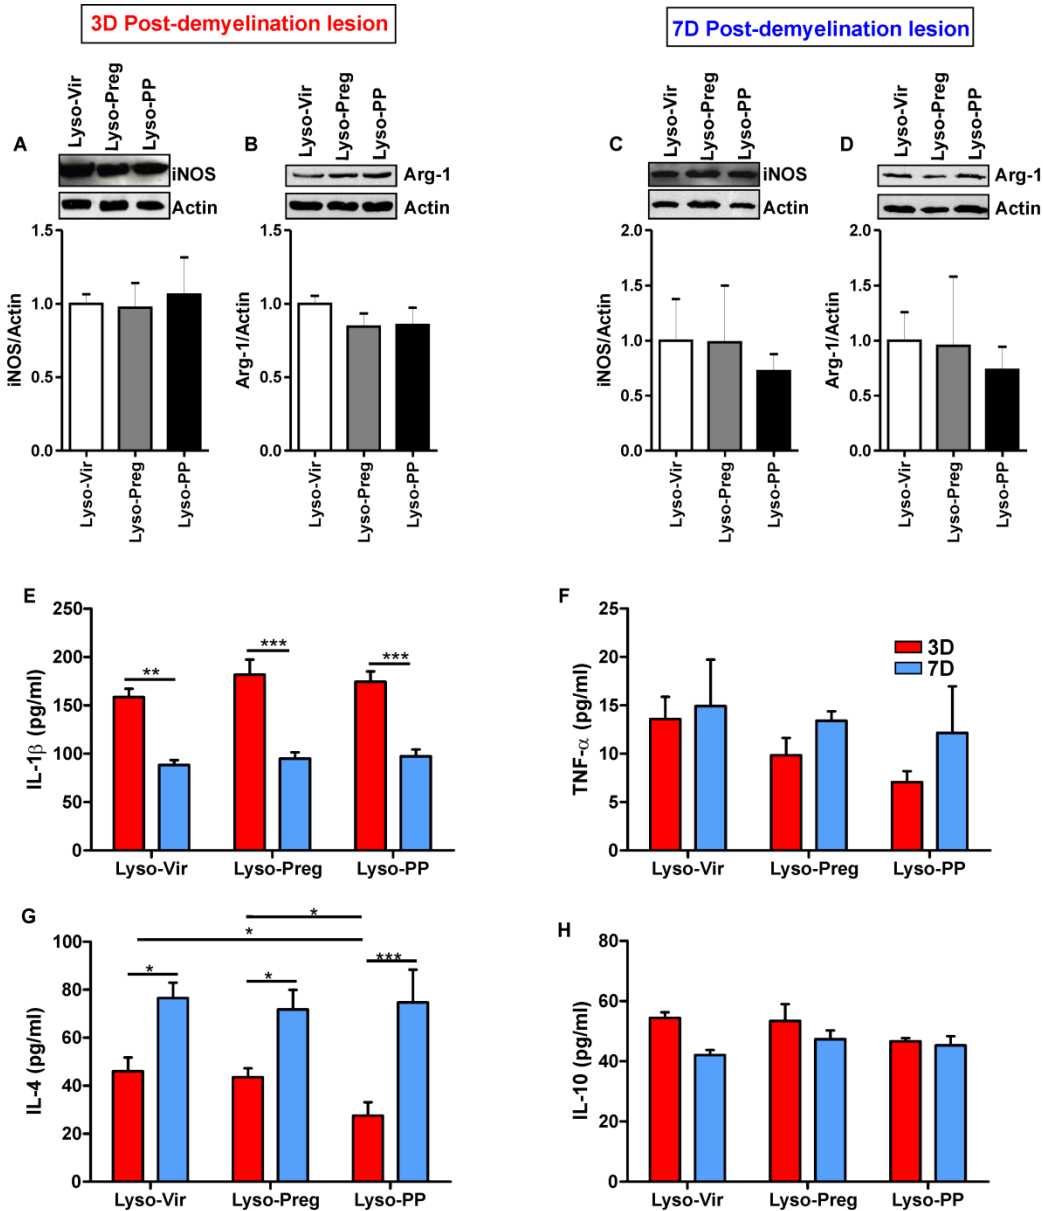 3D Post-demyelination lesion
7D Post-demyelination lesion
A
Lyso-Vir
Lyso-Preg
Lyso-PP
iNOS
Actin
1.5
1.0
0.5
0.0
iNOS/Actin
Lyso-Vir
Lyso-Preg
Lyso-PP
B
Lyso-Vir
Lyso-Preg
Lyso-PP
Arg-1
Actin
1.5
1.0
0.5
0.0
Arg-1/Actin
Lyso-Vir
Lyso-Preg
Lyso-PP
C
Lyso-Vir
Lyso-Preg
Lyso-PP
iNOS
Actin
2.0
1.5
1.0
0.5
0.0
iNOS/Actin
Lyso-Vir
Lyso-Preg
Lyso-PP
D
Lyso-Vir
Lyso-Preg
Lyso-PP
Arg-1
Actin
2.0
1.5
1.0
0.5
0.0
Arg-1/Actin
Lyso-Vir
Lyso-Preg
Lyso-PP
E
250
200
150
100
50
0
IL-1β (pg/ml)
**
***
***
Lyso-Vir Lyso-Preg Lyso-PP
F
25
20
15
10
5
0
TNF-α (pg/ml)
3D
7D
Lyso-Vir Lyso-Preg Lyso-PP
G
100
80
60
40
20
0
IL-4 (pg/ml)
*
*
*
*
***
Lyso-Vir Lyso-Preg Lyso-PP
H
80
60
40
20
0
IL-10 (pg/ml)
Lyso-Vir Lyso-Preg Lyso-PP